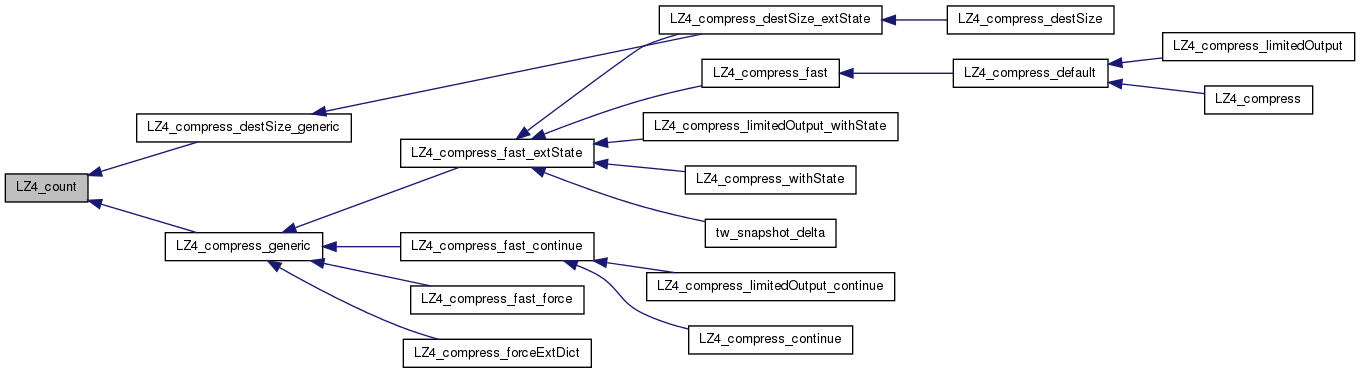 LZ4_compress_destSize_extState
LZ4_compress_destSize
LZ4_compress_limitedOutput
LZ4_compress_fast
LZ4_compress_default
LZ4_compress
LZ4_compress_destSize_generic
LZ4_compress_limitedOutput_withState
LZ4_compress_fast_extState
LZ4_compress_withState
LZ4_count
tw_snapshot_delta
LZ4_compress_generic
LZ4_compress_fast_continue
LZ4_compress_limitedOutput_continue
LZ4_compress_fast_force
LZ4_compress_continue
LZ4_compress_forceExtDict